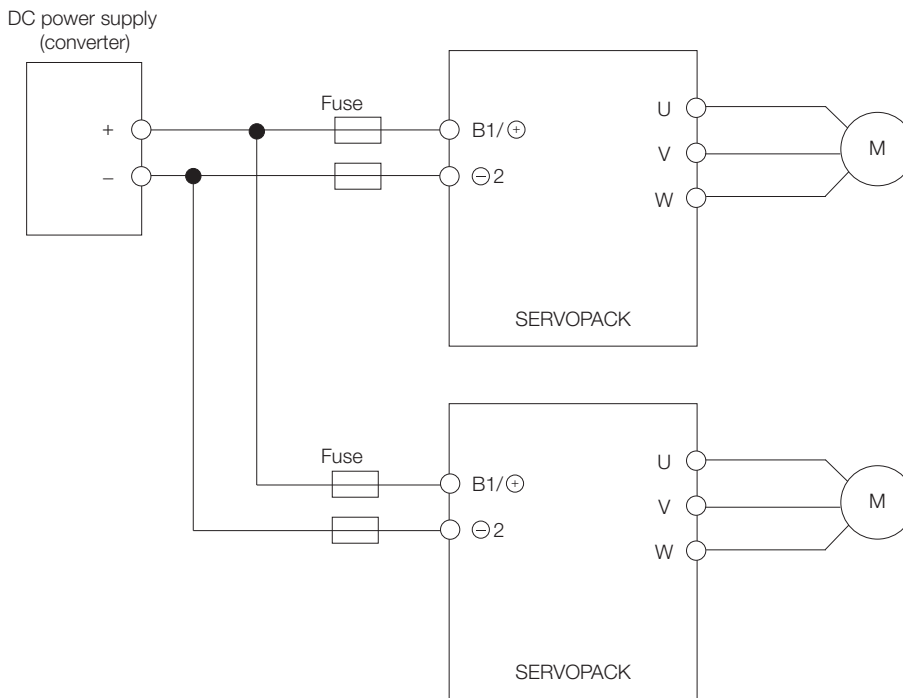 DC power supply
(converter)
+
−
Fuse
B1/⊕
⊖2
U
V
W
M
SERVOPACK
Fuse
B1/⊕
⊖2
U
V
W
M
SERVOPACK